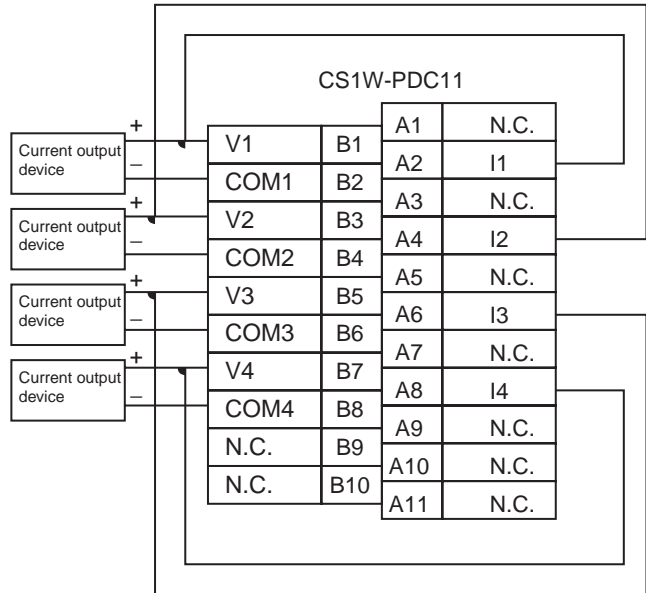 CS1W-PDC11
+
Current output
device
–
+
Current output
device
–
+
Current output
device
–
+
Current output
device
–
V1 B1
COM1 B2
V2 B3
COM2 B4
V3 B5
COM3 B6
V4 B7
COM4 B8
N.C. B9
N.C. B10
A1 N.C.
A2 I1
A3 N.C.
A4 I2
A5 N.C.
A6 I3
A7 N.C.
A8 I4
A9 N.C.
A10 N.C.
A11 N.C.